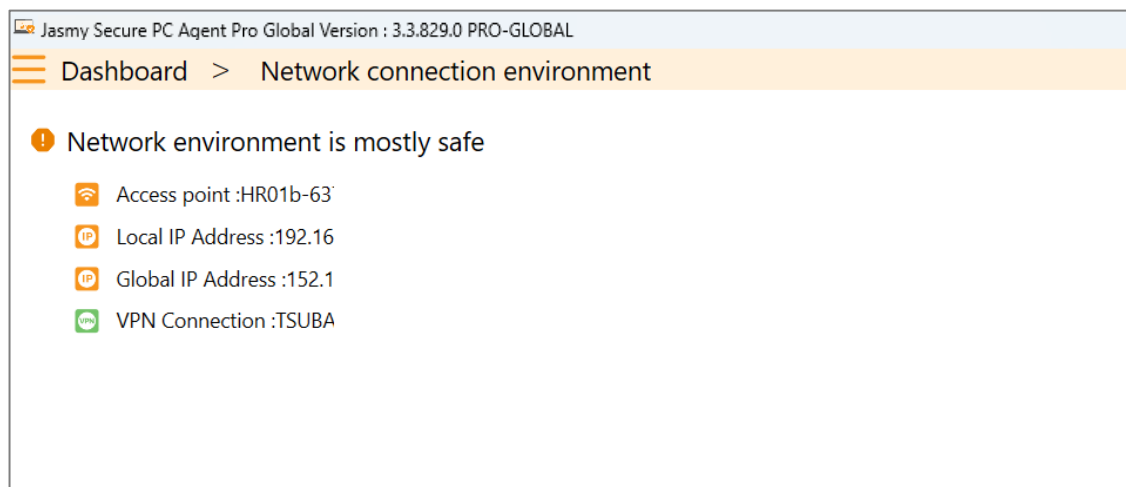 Jasmy Secure PC Agent Pro Global Version : 3.3.829.0 PRO-GLOBAL
Dashboard > Network connection environment
Network environment is mostly safe
Access point :HR01b-63
Local IP Address :192.16
Global IP Address :152.1
VPN Connection :TSUBA